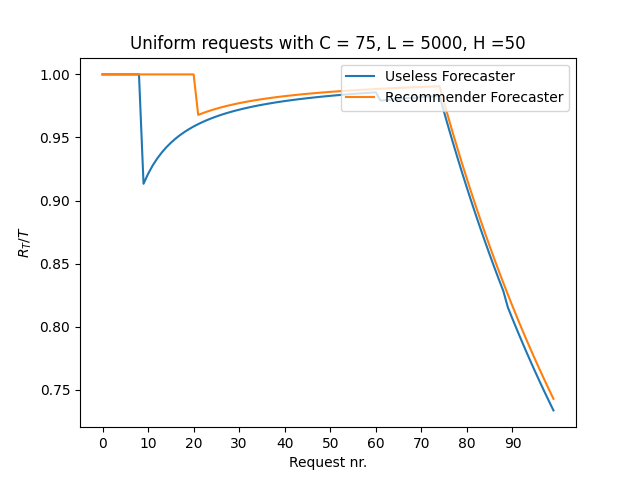 Uniform requests with C = 75, L = 5000, H =50
Useless Forecaster
Recommender Forecaster
1.00
0.95
0.90
0.85
0.80
0.75
R_T/T
0 10 20 30 40 50 60 70 80 90
Request nr.